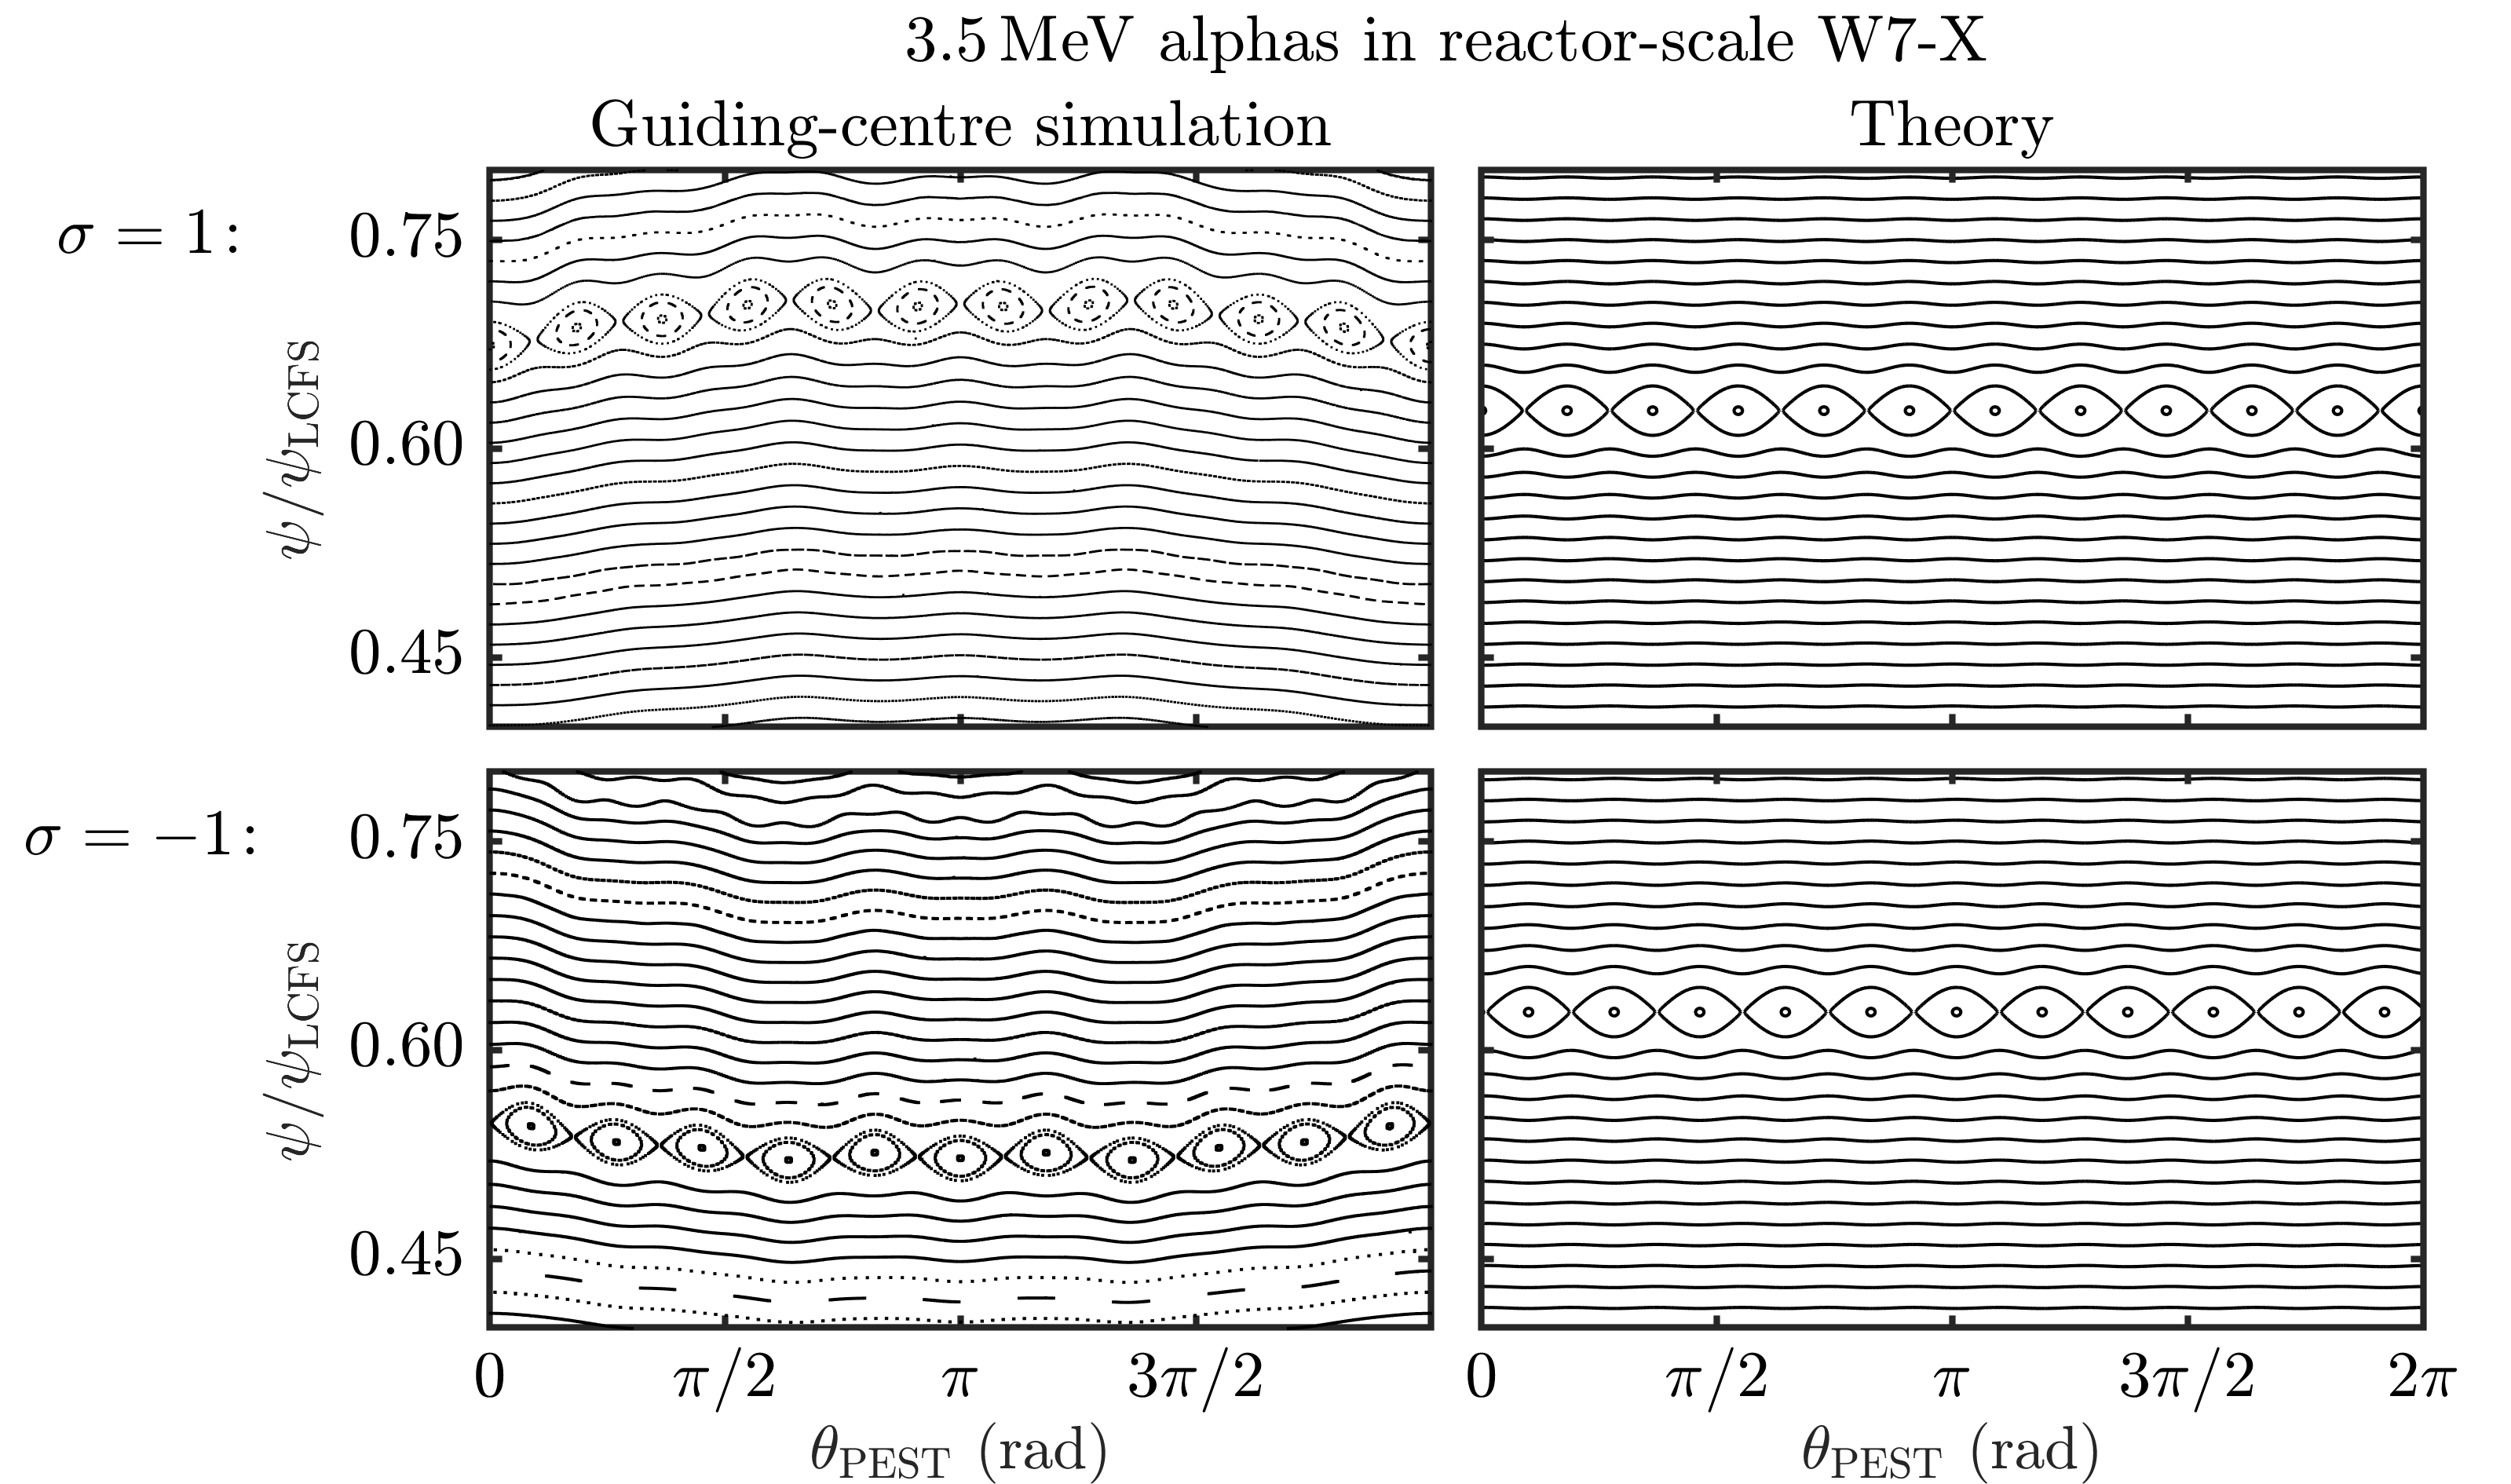 3.5 MeV alphas in reactor-scale W7-X
Guiding-centre simulation
Theory
σ = 1:
0.75
0.60
0.45
ψ/ψLCFS
σ = −1:
0.75
0.60
0.45
ψ/ψLCFS
0 π/2 π 3π/2
0 π/2 π 3π/2 2π
θPEST (rad)
θPEST (rad)